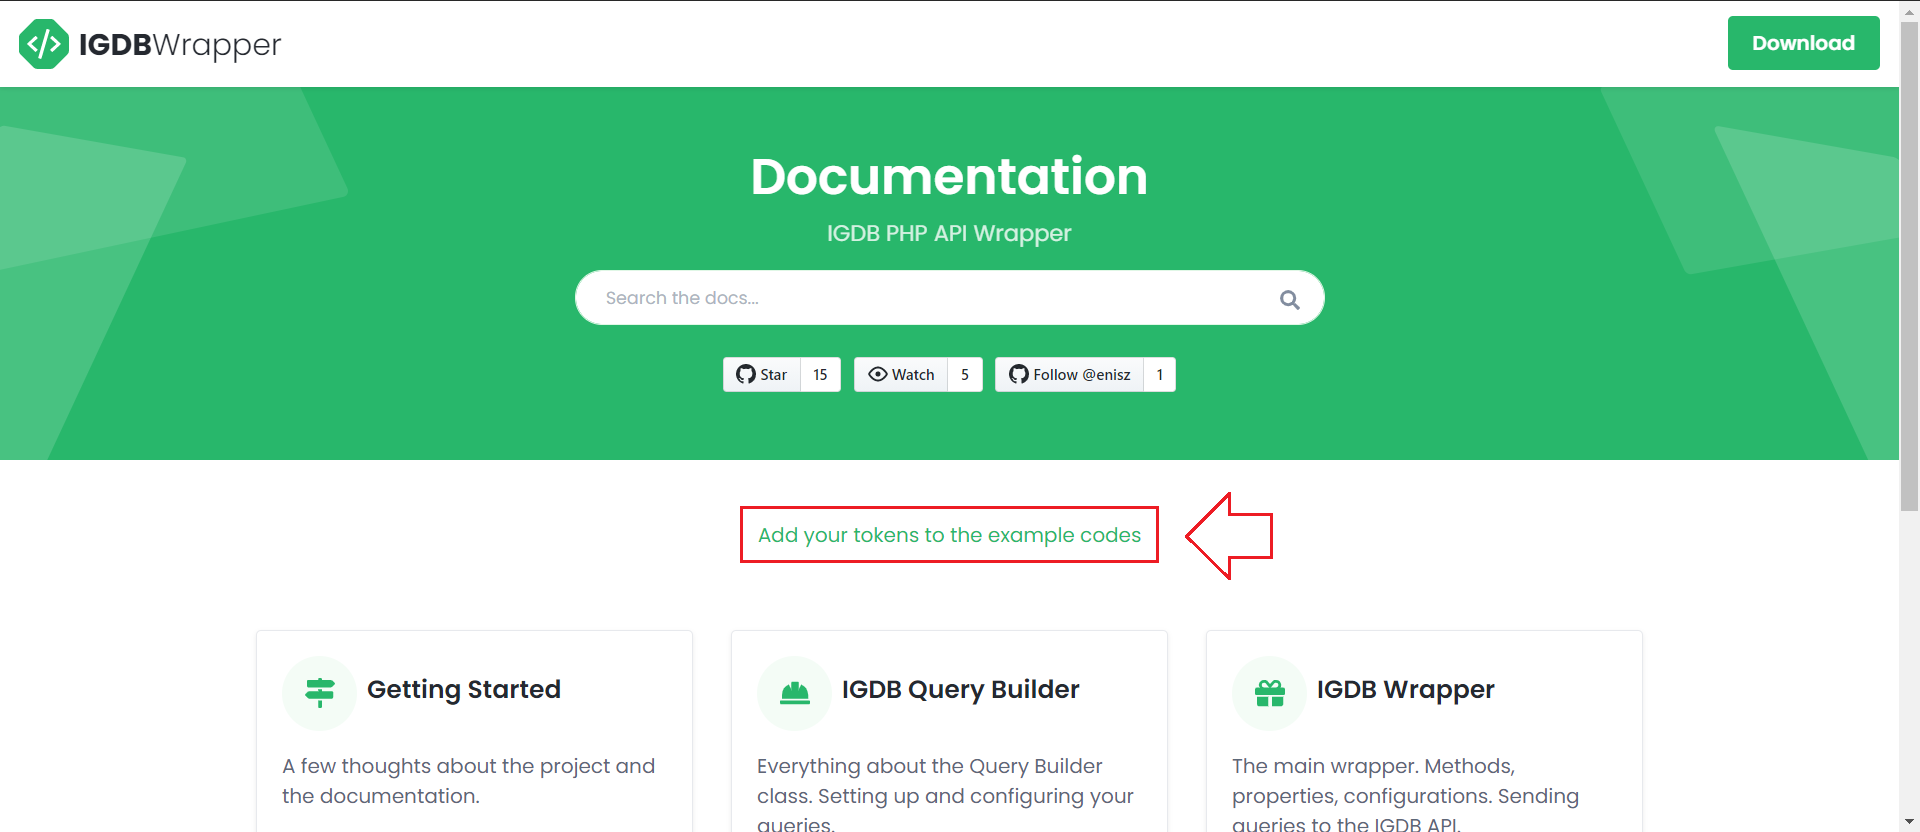 IGDBWrapper
Download
Documentation
IGDB PHP API Wrapper
Search the docs...
Star 15
Watch 5
Follow @enisz 1
Add your tokens to the example codes
Getting Started
A few thoughts about the project and
the documentation.
IGDB Query Builder
Everything about the Query Builder
class. Setting up and configuring your
queries.
IGDB Wrapper
The main wrapper. Methods,
properties, configurations. Sending
queries to the IGDB API.